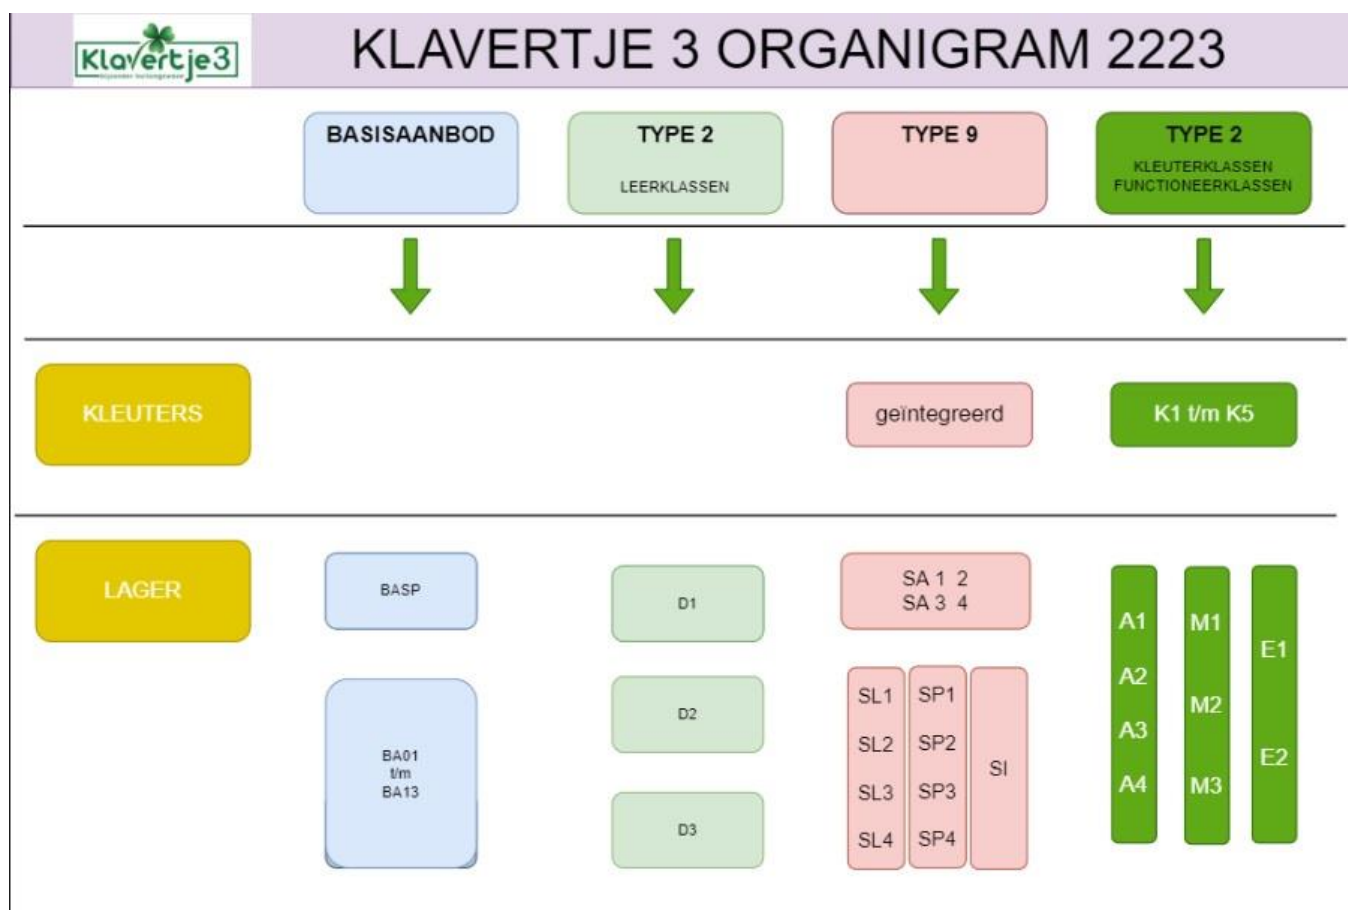 Klavertje3
KLAVERTJE 3 ORGANIGRAM 2223
BASISAANBOD
TYPE 2
LEERKLASSEN
TYPE 9
TYPE 2
KLEUTERKLASSEN
FUNCTIONEERKLASSEN
KLEUTERS
geïntegreerd
K1 t/m K5
LAGER
BASP
BA01
t/m
BA13
D1
D2
D3
SA 1 2
SA 3 4
SL1
SL2
SL3
SL4
SP1
SP2
SP3
SP4
SI
A1
A2
A3
A4
M1
M2
M3
E1
E2